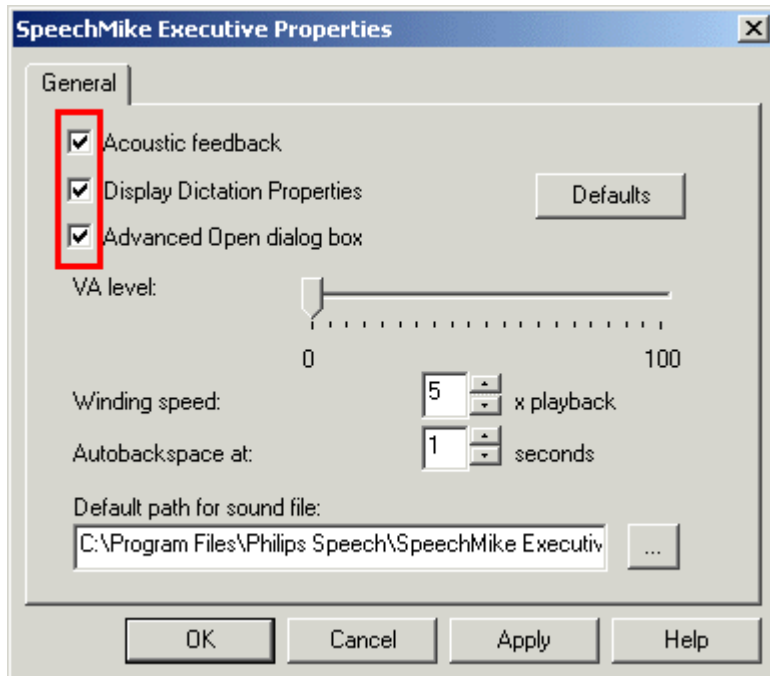 SpeechMike Executive Properties
General
Acoustic feedback
Display Dictation Properties
Defaults
Advanced Open dialog box
VA level:
0 100
Winding speed: 5 x playback
Autobackspace at: 1 seconds
Default path for sound file:
C:\Program Files\Philips Speech\SpeechMike Executiv ...
OK Cancel Apply Help